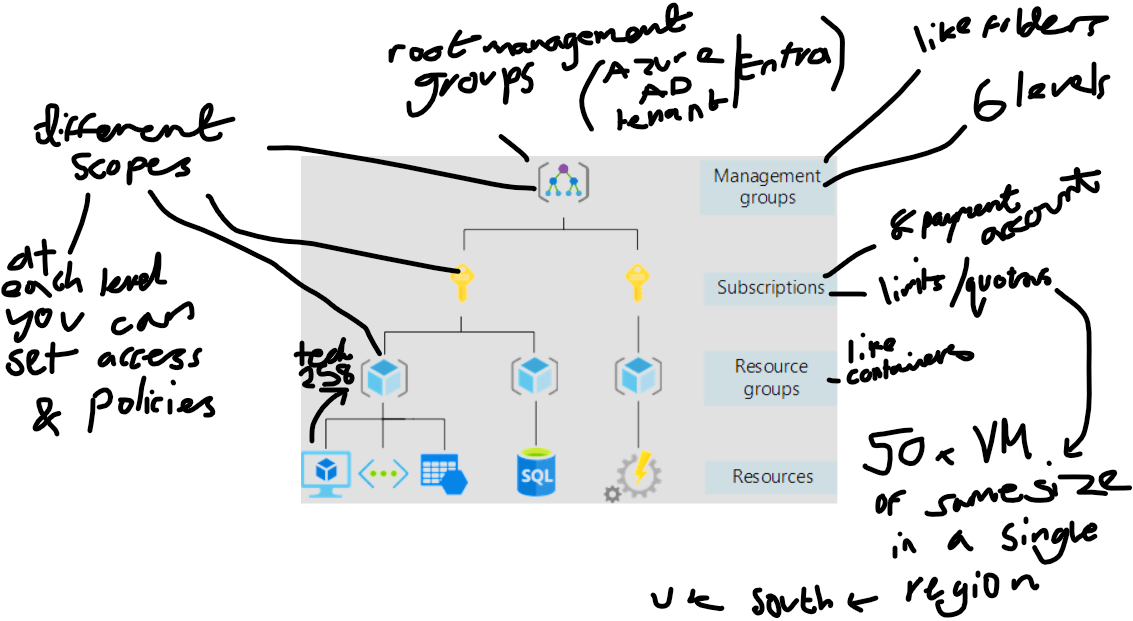 root management
groups
(Azure
AD
tenant/Entra)
like folders
6 levels
different
scopes
Management
groups
& payment
account
at
each level
you can
set access
& policies
Subscriptions
limits/quotas
tech
258
Resource
groups
like
containers
SQL
Resources
50 x VM
of same size
in a single
region
UK South